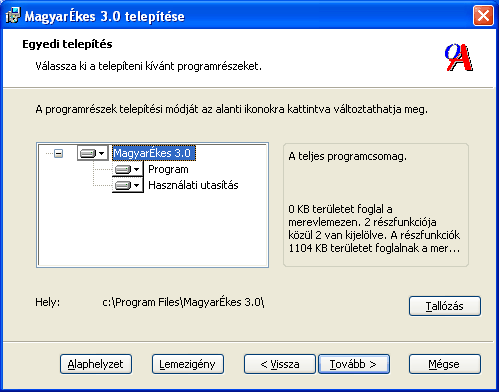 MagyarÉkes 3.0 telepítése
Egyedi telepítés
Válassza ki a telepíteni kívánt programrészeket.
A programrészek telepítési módját az alanti ikonokra kattintva változtathatja meg.
MagyarÉkes 3.0
Program
Használati utasítás
A teljes programcsomag.
0 KB területet foglal a
merevlemezen. 2 részfunkciója
közül 2 van kijelölve. A részfunkciók
1104 KB területet foglalnak a mer...
Hely: c:\Program Files\MagyarÉkes 3.0\
Tallózás
Alaphelyzet Lemezigény < Vissza Tovább > Mégse